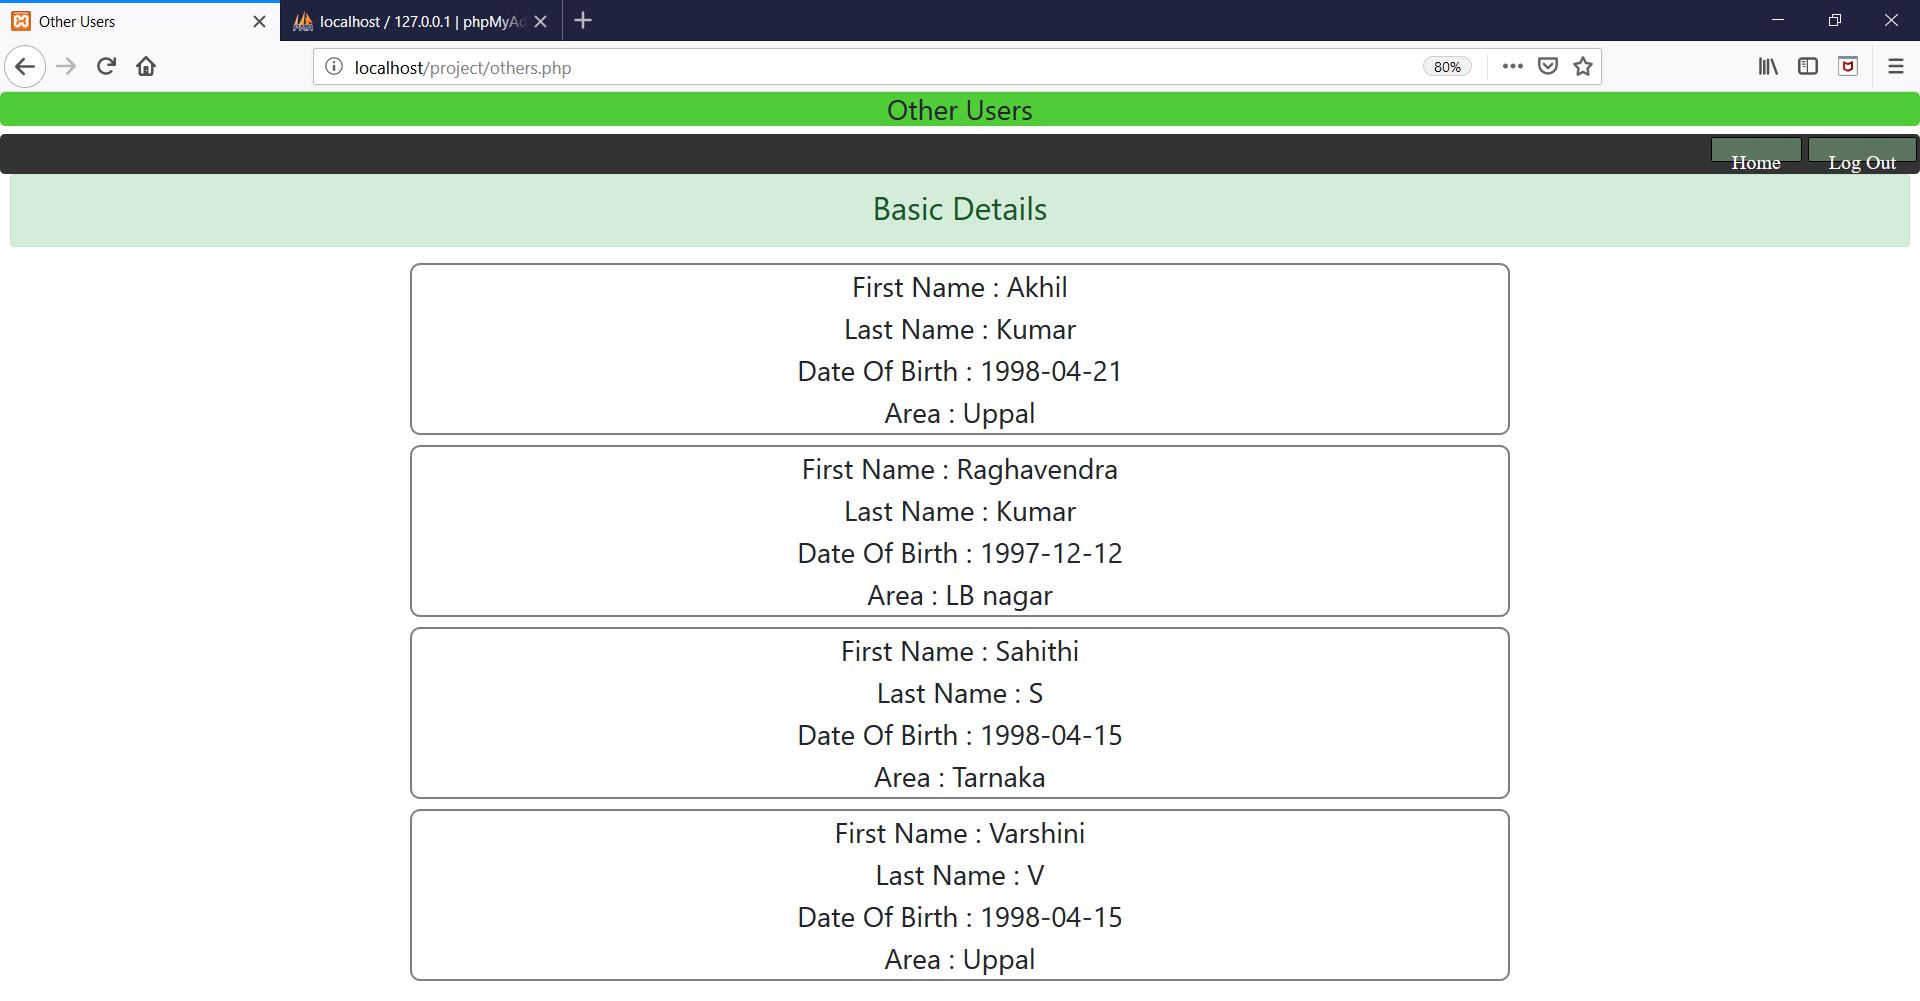 Other Users
localhost / 127.0.0.1 | phpMyAd
localhost/project/others.php
80%
Other Users
Home
Log Out
Basic Details
First Name : Akhil
Last Name : Kumar
Date Of Birth : 1998-04-21
Area : Uppal
First Name : Raghavendra
Last Name : Kumar
Date Of Birth : 1997-12-12
Area : LB nagar
First Name : Sahithi
Last Name : S
Date Of Birth : 1998-04-15
Area : Tarnaka
First Name : Varshini
Last Name : V
Date Of Birth : 1998-04-15
Area : Uppal